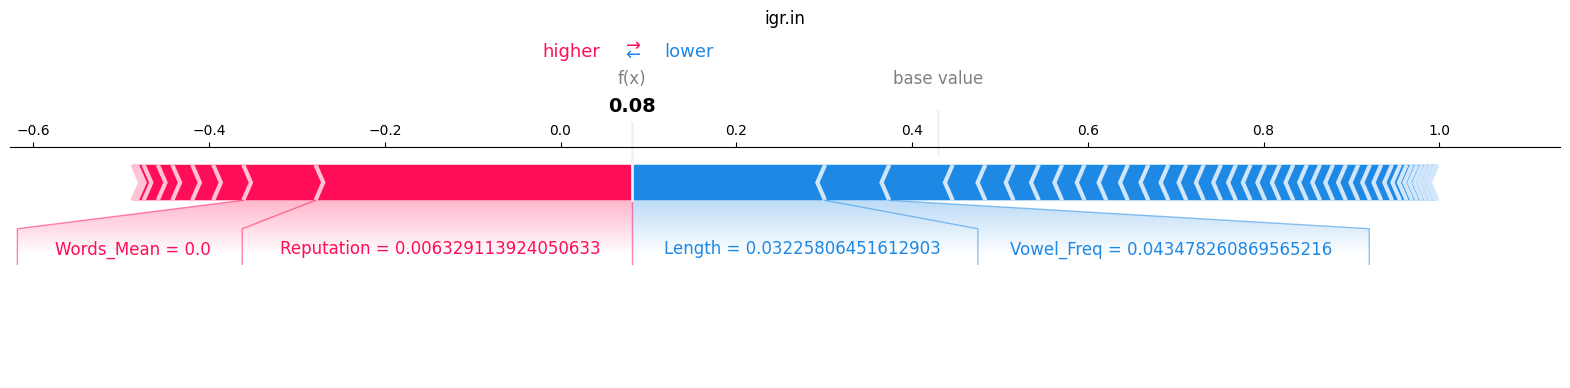 igr.in
higher ⇄ lower
f(x) base value
0.08
−0.6 −0.4 −0.2 0.0 0.2 0.4 0.6 0.8 1.0
Words_Mean = 0.0 Reputation = 0.006329113924050633 Length = 0.03225806451612903 Vowel_Freq = 0.043478260869565216